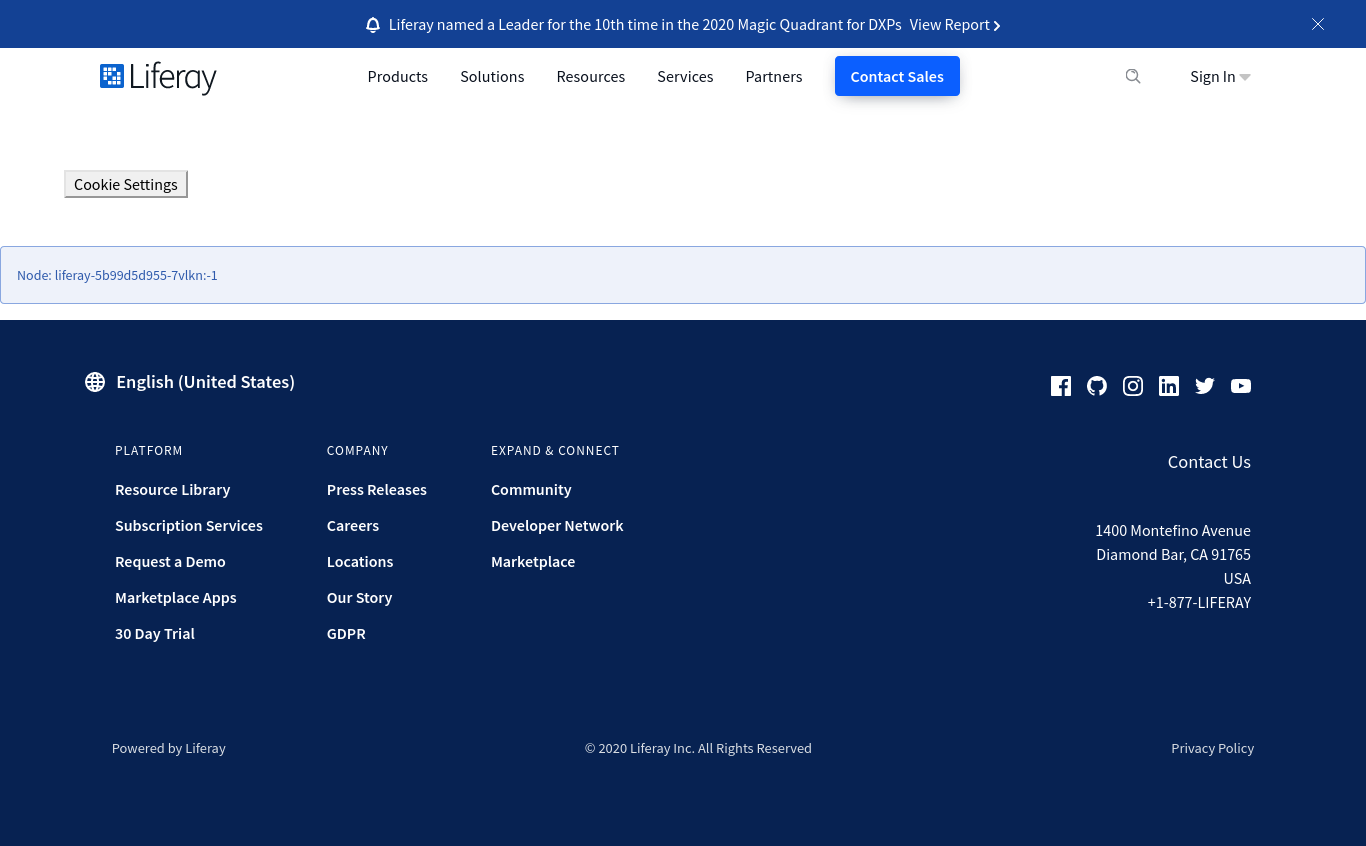 Liferay named a Leader for the 10th time in the 2020 Magic Quadrant for DXPs View Report
Liferay
Products Solutions Resources Services Partners Contact Sales Sign In
Cookie Settings
Node: liferay-5b99d5d955-7vlkn:-1
English (United States)
PLATFORM
Resource Library
Subscription Services
Request a Demo
Marketplace Apps
30 Day Trial
COMPANY
Press Releases
Careers
Locations
Our Story
GDPR
EXPAND & CONNECT
Community
Developer Network
Marketplace
Contact Us
1400 Montefino Avenue
Diamond Bar, CA 91765
USA
+1-877-LIFERAY
Powered by Liferay
© 2020 Liferay Inc. All Rights Reserved
Privacy Policy